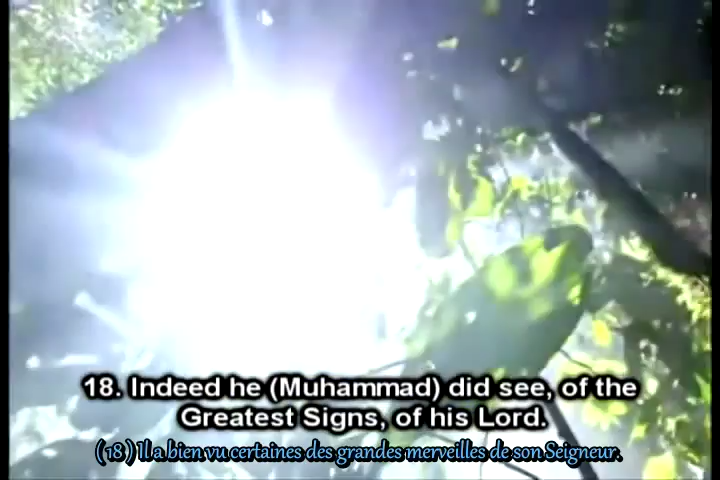 18. Indeed he (Muhammad) did see, of the
Greatest Signs, of his Lord.
(18) Il a bien vu certaines des grandes merveilles de son Seigneur.